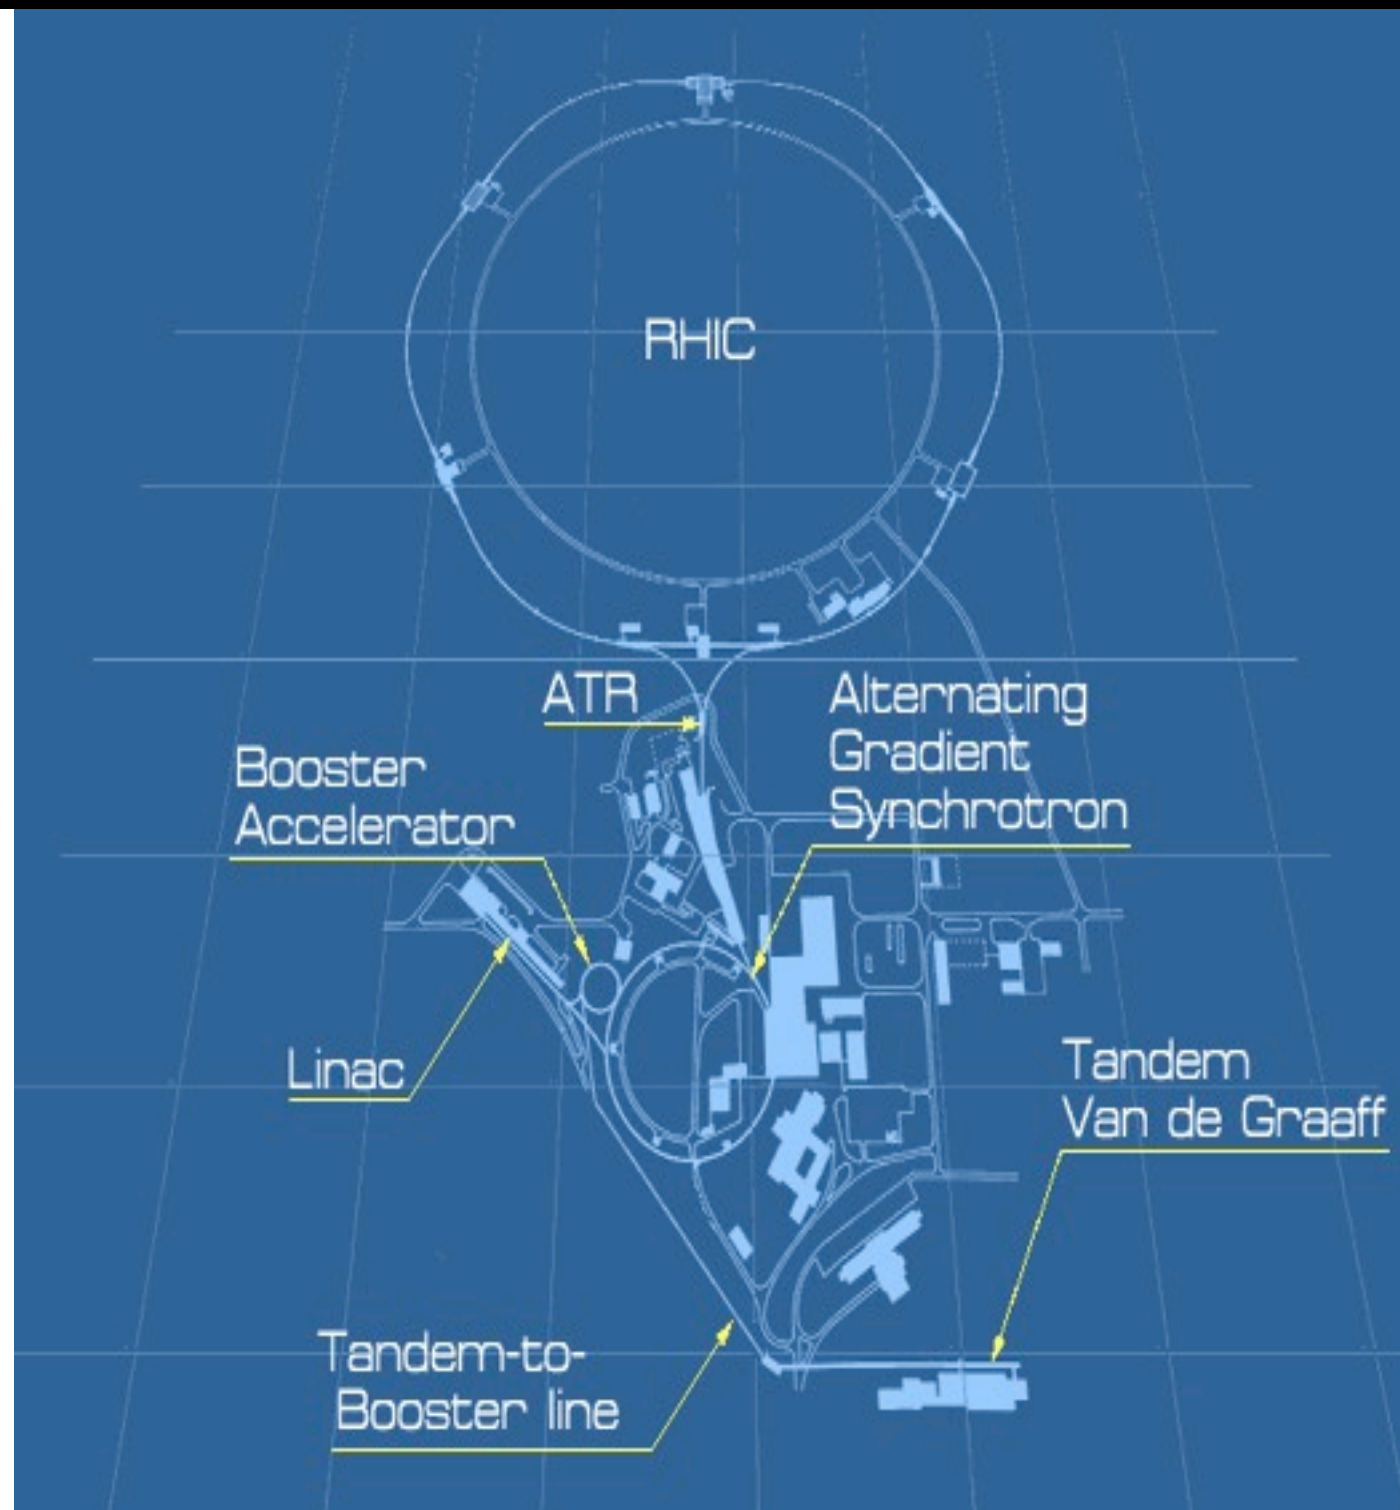 RHIC
ATR
Alternating
Gradient
Synchrotron
Booster
Accelerator
Linac
Tandem
Van de Graaff
Tandem-to-
Booster line